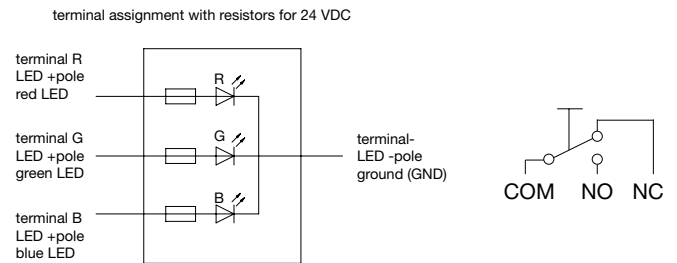 terminal assignment with resistors for 24 VDC
terminal R
LED +pole
red LED
R
terminal G
LED +pole
green LED
G
terminal B
LED +pole
blue LED
B
terminal-
LED -pole
ground (GND)
COM NO NC